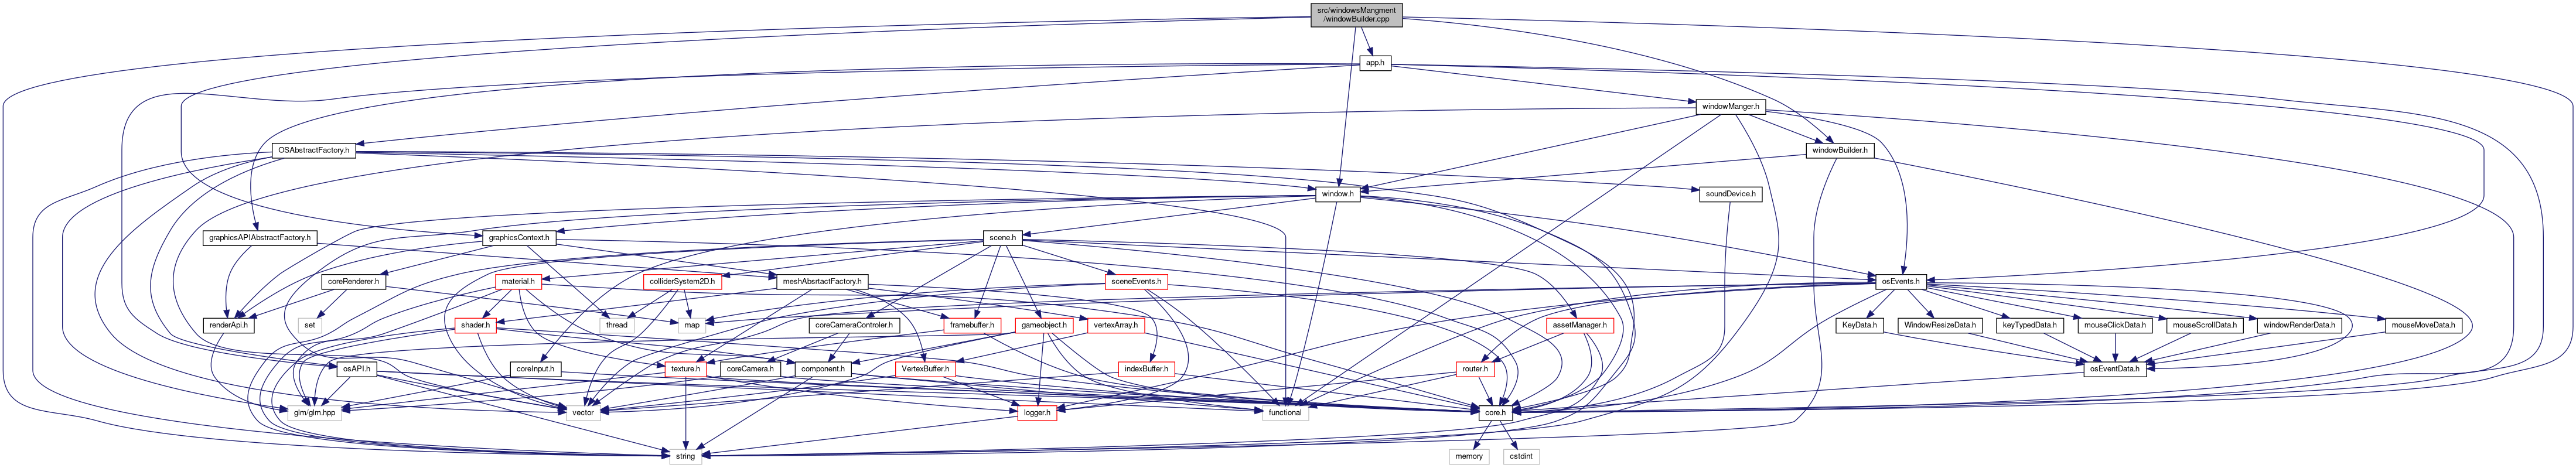 src/windowsMangment
/windowBuilder.cpp
app.h
windowManger.h
OSAbstractFactory.h
windowBuilder.h
window.h
soundDevice.h
graphicsAPIAbstractFactory.h
graphicsContext.h
scene.h
coreRenderer.h
material.h
colliderSystem2D.h
meshAbsrtactFactory.h
sceneEvents.h
osEvents.h
set
renderApi.h
shader.h
thread
map
coreCameraControler.h
framebuffer.h
gameobject.h
vertexArray.h
assetManager.h
KeyData.h
WindowResizeData.h
keyTypedData.h
mouseClickData.h
mouseScrollData.h
windowRenderData.h
mouseMoveData.h
osAPI.h
coreInput.h
texture.h
coreCamera.h
component.h
VertexBuffer.h
indexBuffer.h
router.h
osEventData.h
glm/glm.hpp
vector
logger.h
functional
core.h
string
memory
cstdint